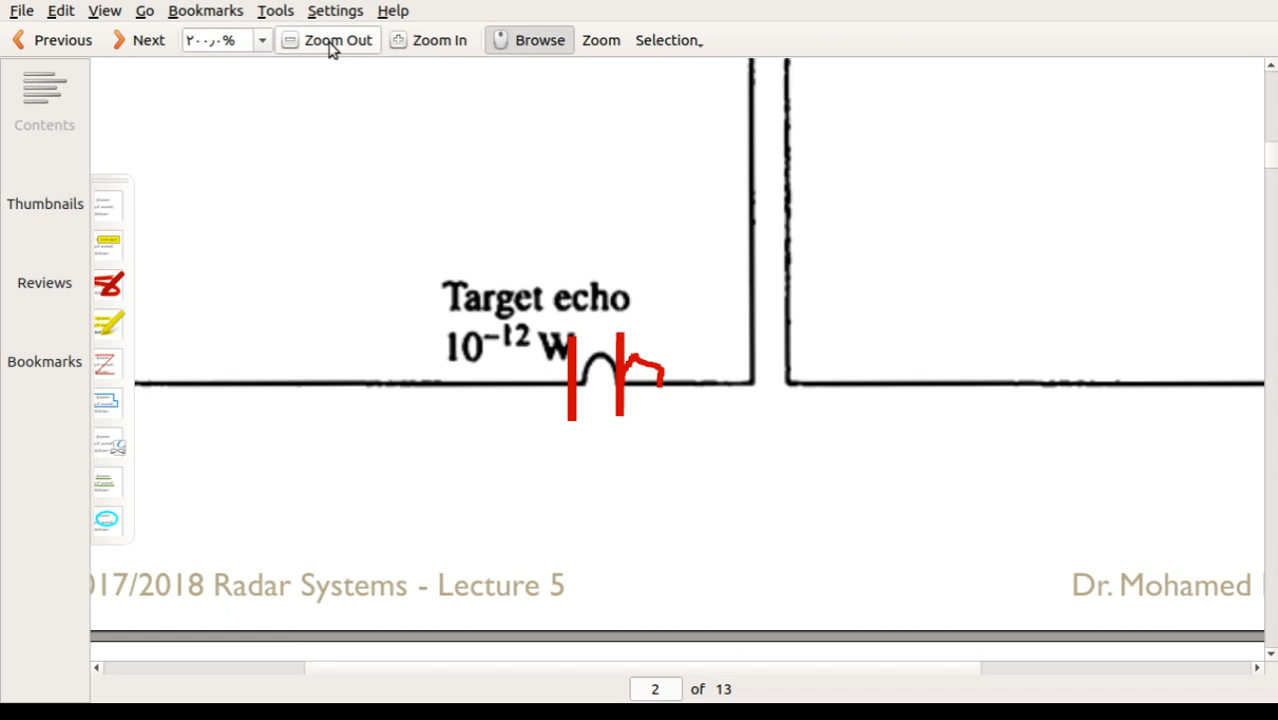 File Edit View Go Bookmarks Tools Settings Help
Previous Next ٢٠٠٫٠% Zoom Out Zoom In Browse Zoom Selection
Contents
Thumbnails
Reviews
Bookmarks
Target echo
10⁻¹² W
017/2018 Radar Systems - Lecture 5
Dr. Mohamed
2 of 13